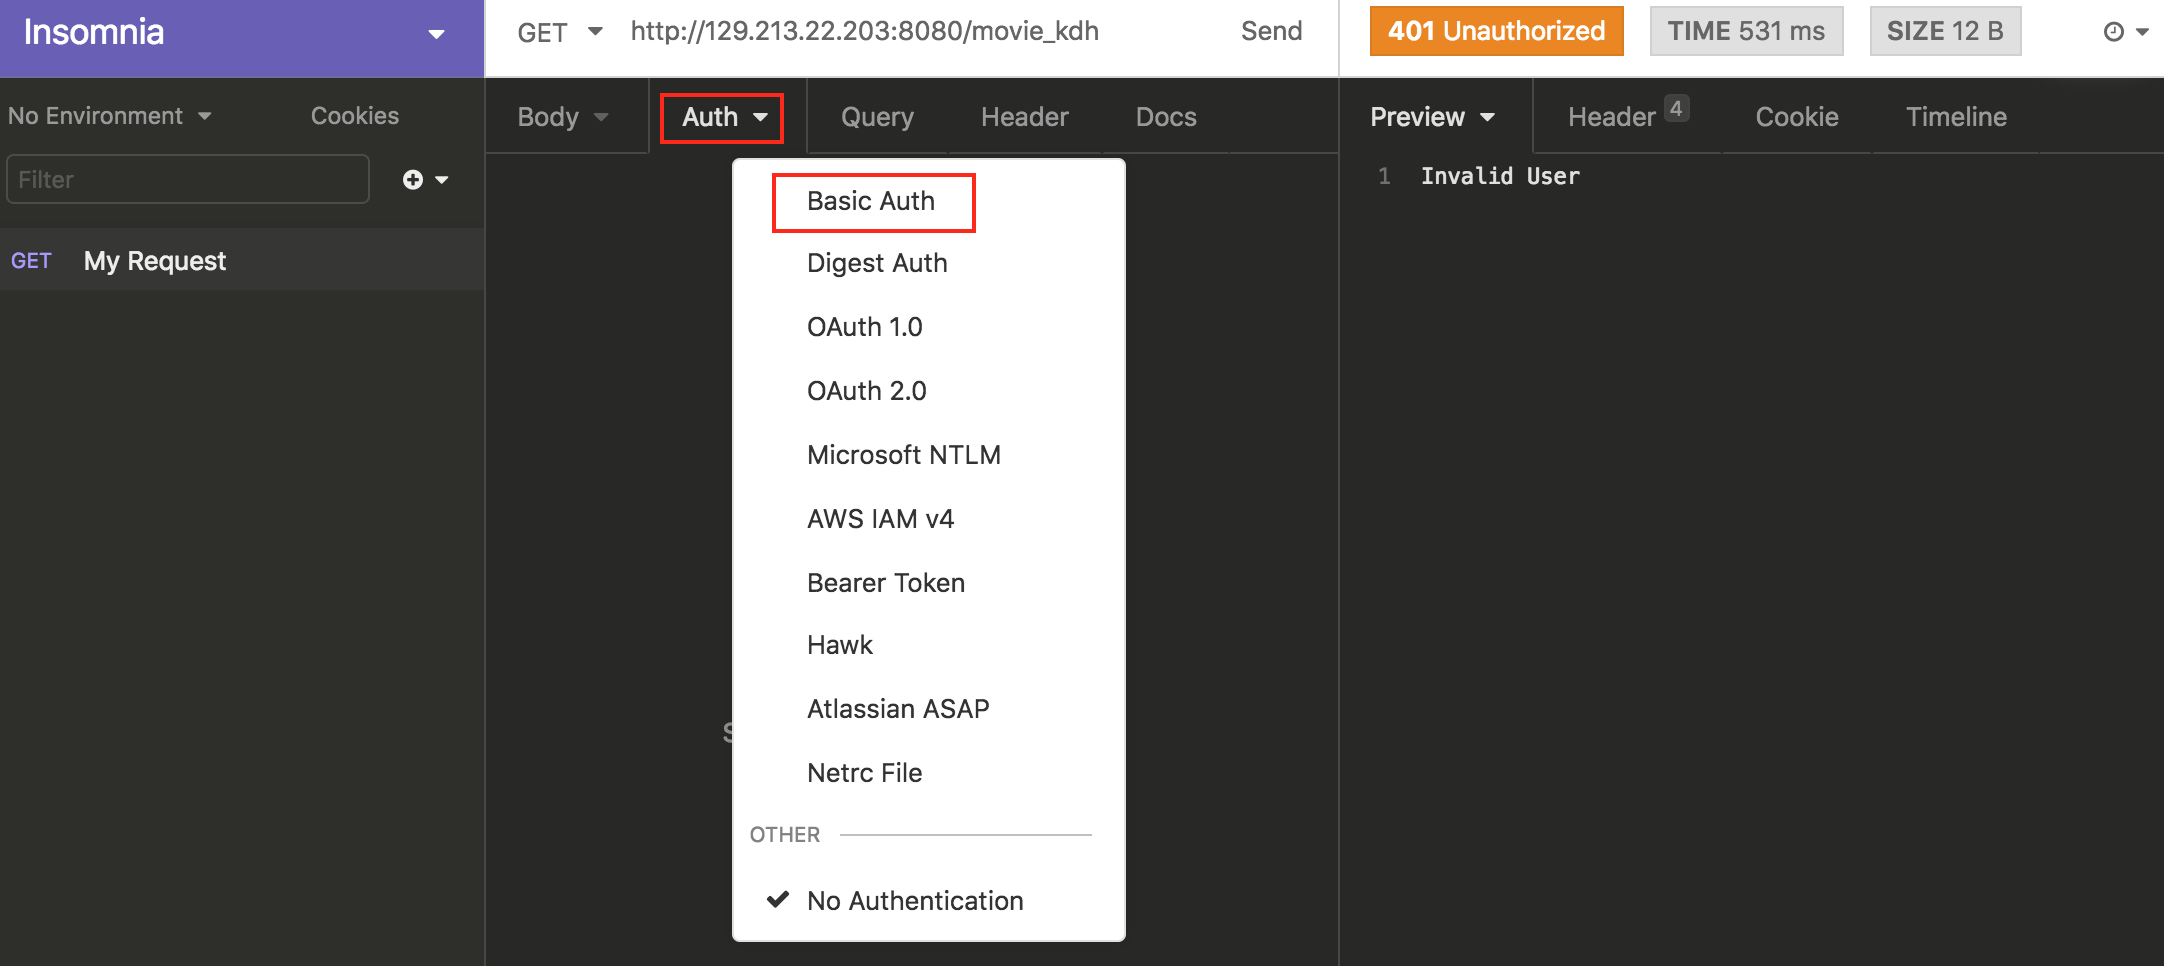 Insomnia
GET http://129.213.22.203:8080/movie_kdh Send
401 Unauthorized TIME 531 ms SIZE 12 B
No Environment Cookies
Body Auth Query Header Docs
Preview Header 4 Cookie Timeline
Filter
1 Invalid User
GET My Request
Basic Auth
Digest Auth
OAuth 1.0
OAuth 2.0
Microsoft NTLM
AWS IAM v4
Bearer Token
Hawk
Atlassian ASAP
Netrc File
OTHER
No Authentication